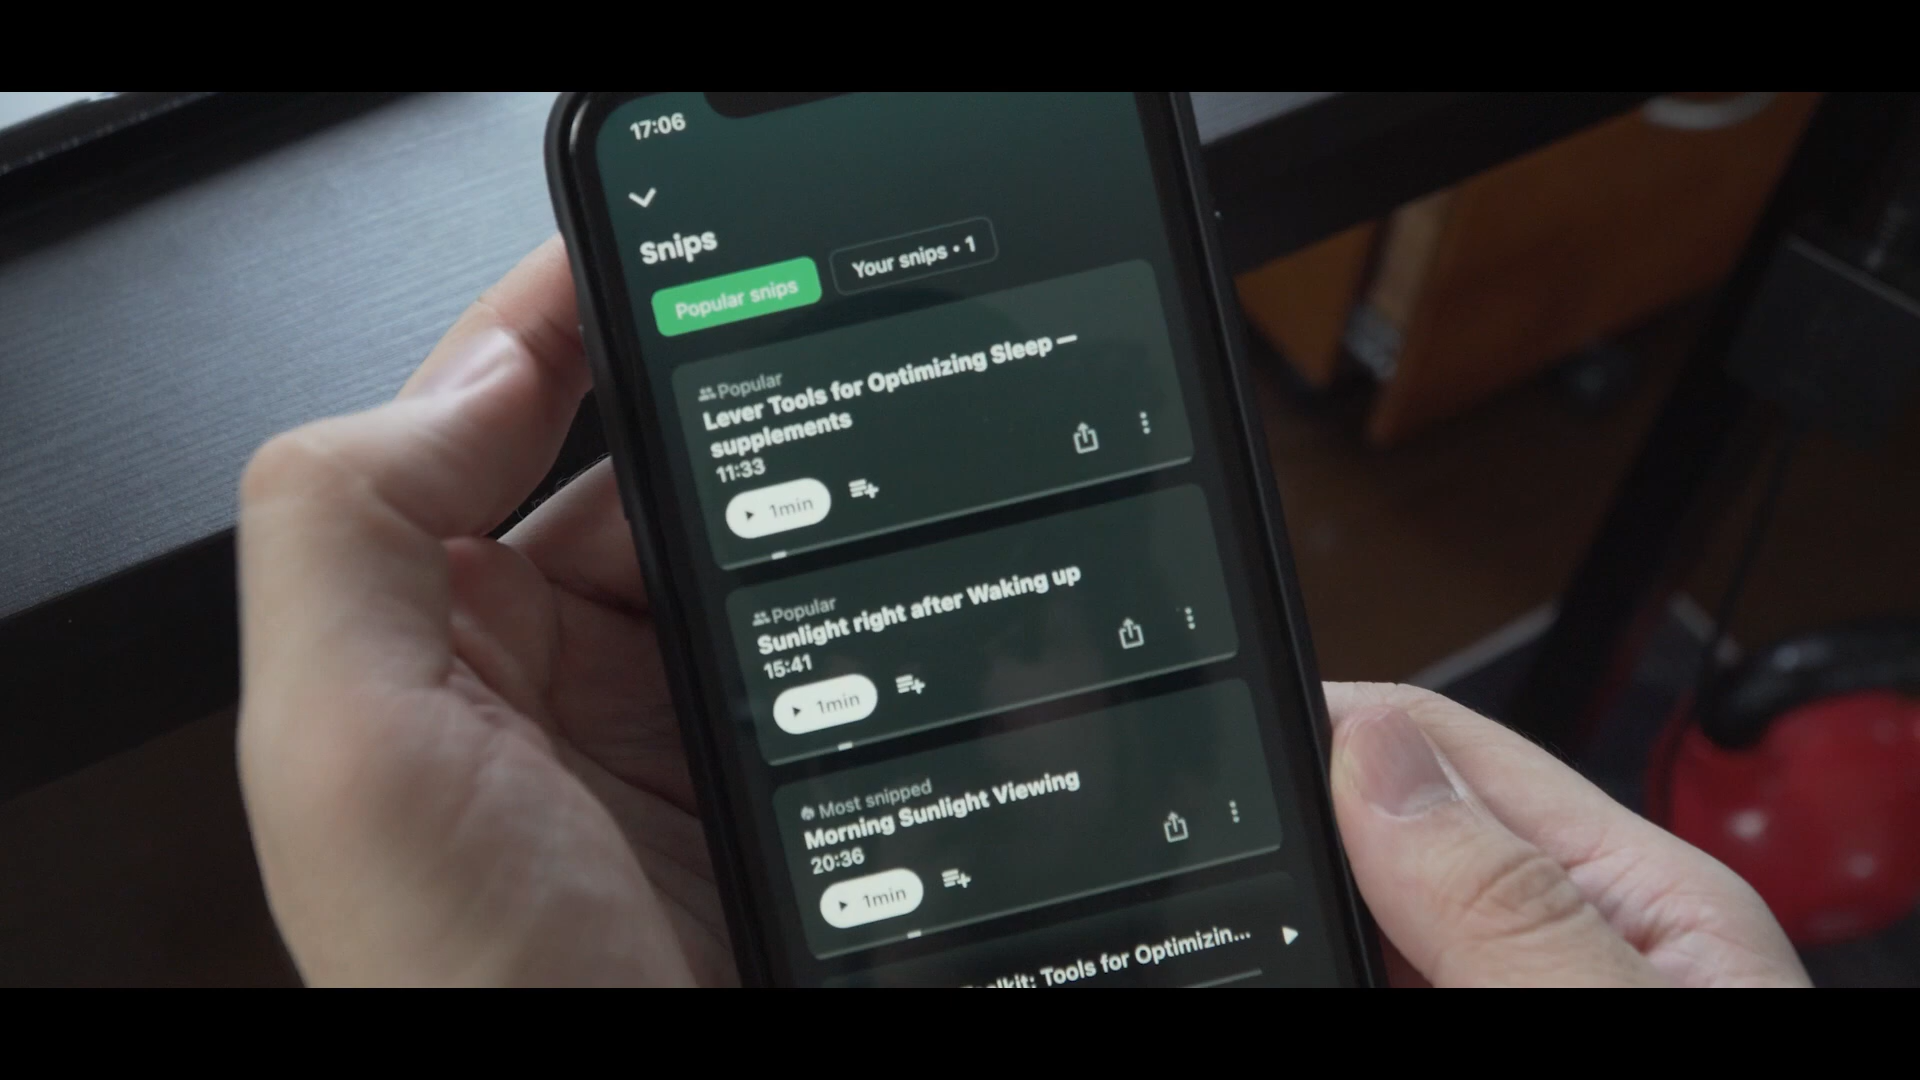 17:06
Snips
Popular snips
Your snips • 1
Popular
Lever Tools for Optimizing Sleep —
supplements
11:33
1min
Popular
Sunlight right after Waking up
15:41
1min
Most snipped
Morning Sunlight Viewing
20:36
1min
Tools for Optimizin...